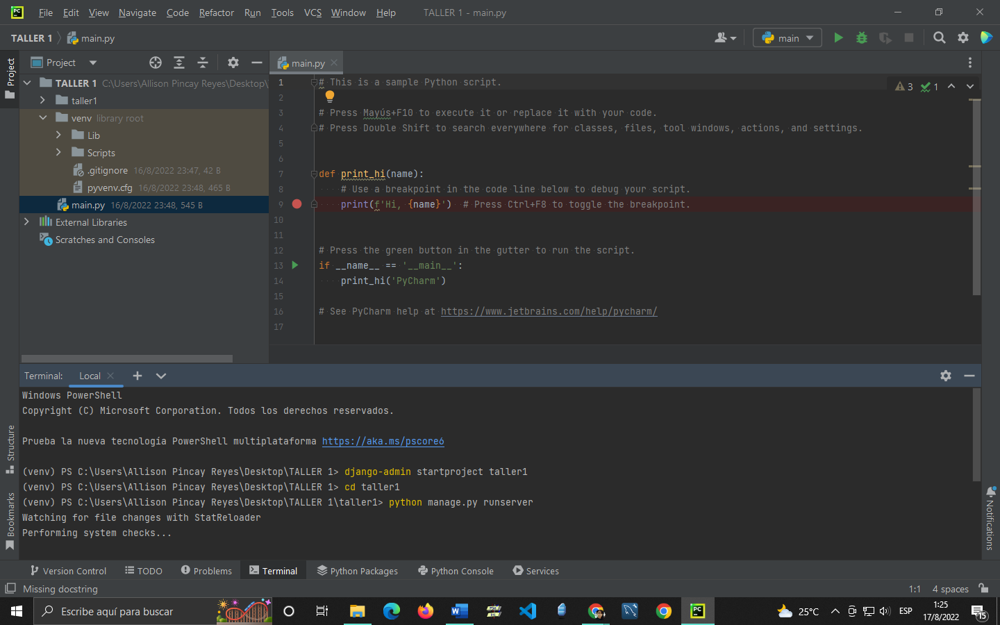 PC
File Edit View Navigate Code Refactor Run Tools VCS Window Help TALLER 1 - main.py
TALLER 1 main.py
main
Project
Project
main.py
TALLER 1 C:\Users\Allison Pincay Reyes\Desktop\
taller1
venv library root
Lib
Scripts
.gitignore 16/8/2022 23:47, 42 B
pyvenv.cfg 16/8/2022 23:48, 465 B
main.py 16/8/2022 23:48, 545 B
External Libraries
Scratches and Consoles
3 1
1 # This is a sample Python script.
2
3 # Press Mayús+F10 to execute it or replace it with your code.
4 # Press Double Shift to search everywhere for classes, files, tool windows, actions, and settings.
5
6
7 def print_hi(name):
8 # Use a breakpoint in the code line below to debug your script.
9 print(f'Hi, {name}') # Press Ctrl+F8 to toggle the breakpoint.
10
11
12 # Press the green button in the gutter to run the script.
13 if __name__ == '__main__':
14 print_hi('PyCharm')
15
16 # See PyCharm help at https://www.jetbrains.com/help/pycharm/
17
Terminal: Local
Windows PowerShell
Copyright (C) Microsoft Corporation. Todos los derechos reservados.
Prueba la nueva tecnología PowerShell multiplataforma https://aka.ms/pscore6
(venv) PS C:\Users\Allison Pincay Reyes\Desktop\TALLER 1> django-admin startproject taller1
(venv) PS C:\Users\Allison Pincay Reyes\Desktop\TALLER 1> cd taller1
(venv) PS C:\Users\Allison Pincay Reyes\Desktop\TALLER 1\taller1> python manage.py runserver
Watching for file changes with StatReloader
Performing system checks...
Structure
Bookmarks
Notifications
Version Control TODO Problems Terminal Python Packages Python Console Services
Missing docstring 1:1 4 spaces
Escribe aquí para buscar
25°C ESP
1:25
17/8/2022
15